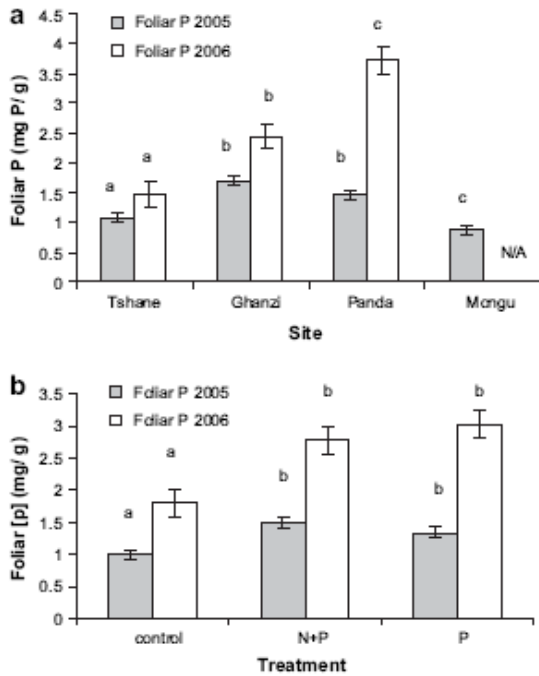 a
Foliar P 2005
Foliar P 2006
Foliar P (mg P/ g)
4.5
4
3.5
3
2.5
2
1.5
1
0.5
0
a
a
b
b
b
c
c
N/A
Tshane
Ghanzi
Panda
Mongu
Site
b
Foliar P 2005
Foliar P 2006
Foliar [p] (mg/ g)
3.5
3
2.5
2
1.5
1
0.5
0
a
a
b
b
b
b
control
N+P
P
Treatment